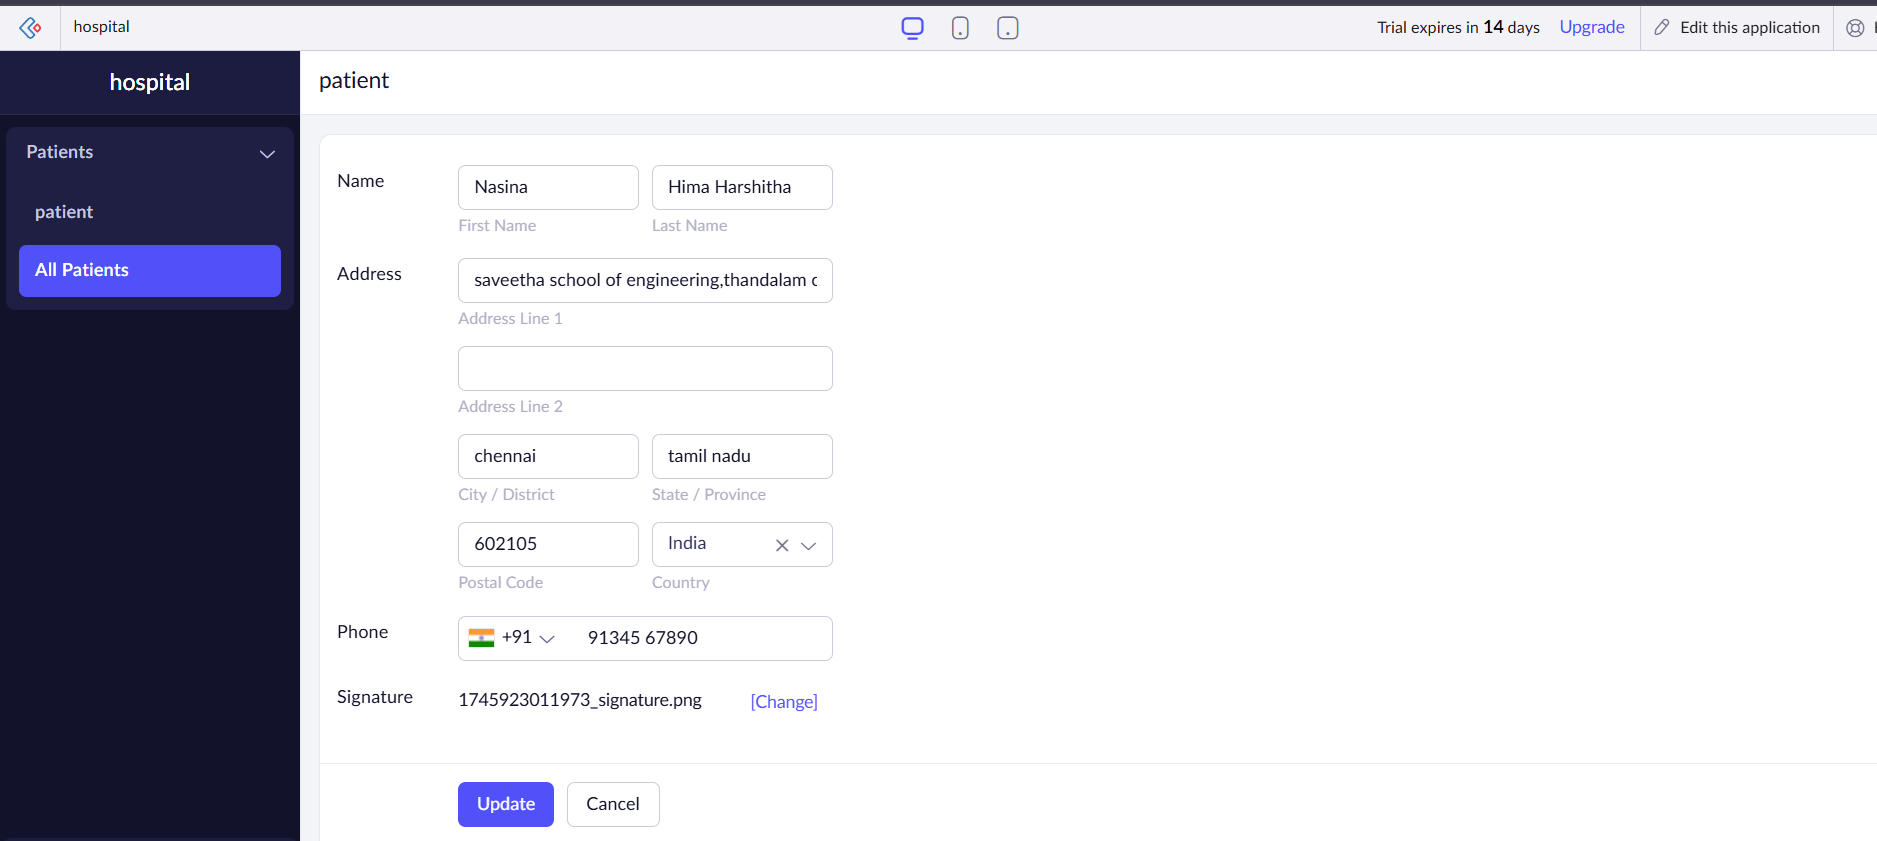 hospital
Trial expires in 14 days Upgrade Edit this application
hospital
patient
Patients
patient
All Patients
Name
Nasina Hima Harshitha
First Name Last Name
Address
saveetha school of engineering,thandalam c
Address Line 1
Address Line 2
chennai tamil nadu
City / District State / Province
602105 India
Postal Code Country
Phone
+91 91345 67890
Signature
1745923011973_signature.png [Change]
Update Cancel